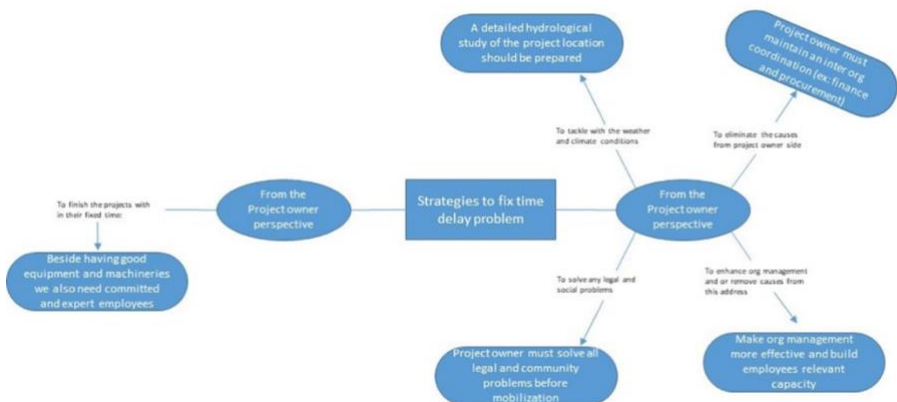 A detailed hydrological
study of the project location
should be prepared
Project owner must
maintain an inter org
coordination (ex: finance
and procurement)
To tackle with the weather
and climate conditions
To eliminate the causes
from project owner side
To finish the projects with
in their fixed time:
From the
Project owner
perspective
Strategies to fix time
delay problem
From the
Project owner
perspective
Beside having good
equipment and machineries
we also need committed
and expert employees
To solve any legal and
social problems
To enhance org management
and or remove causes from
this address
Project owner must solve all
legal and community
problems before
mobilization
Make org management
more effective and build
employees relevant
capacity